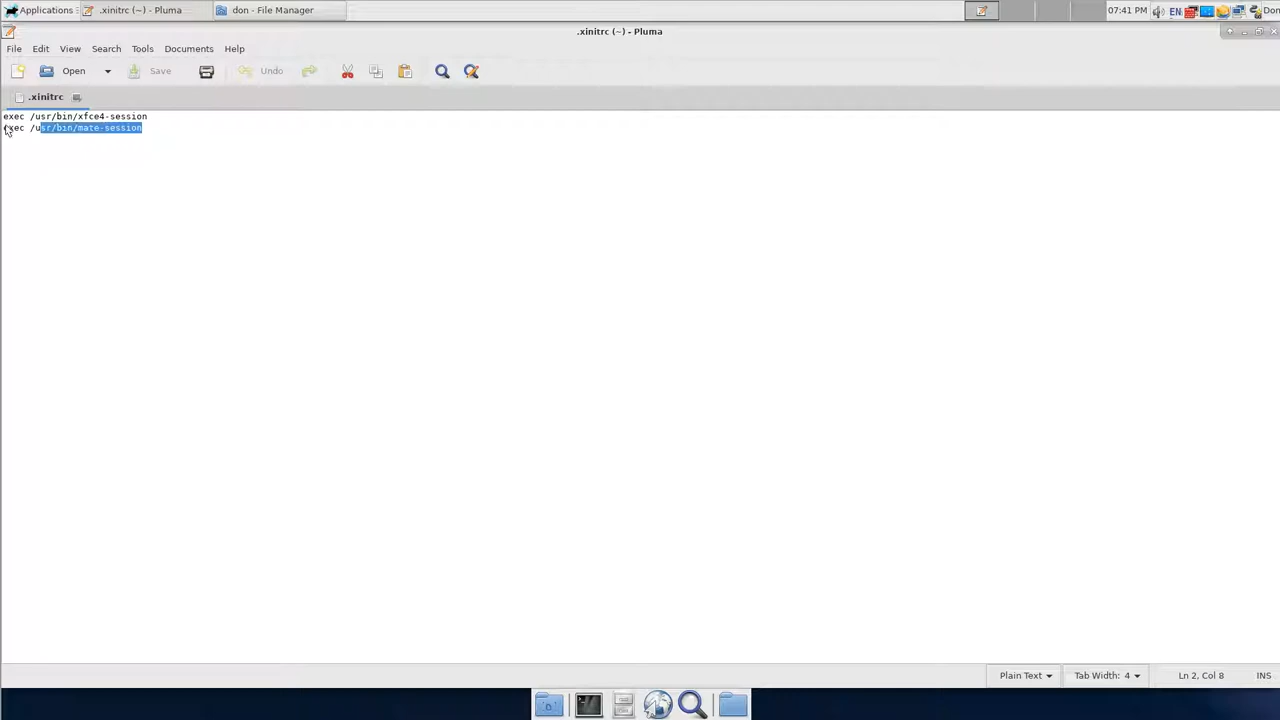 Applications
.xinitrc (~) - Pluma
don - File Manager
07:41 PM
EN
Don
.xinitrc (~) - Pluma
File Edit View Search Tools Documents Help
Open Save Undo
.xinitrc
exec /usr/bin/xfce4-session
exec /usr/bin/mate-session
Plain Text Tab Width: 4 Ln 2, Col 8 INS